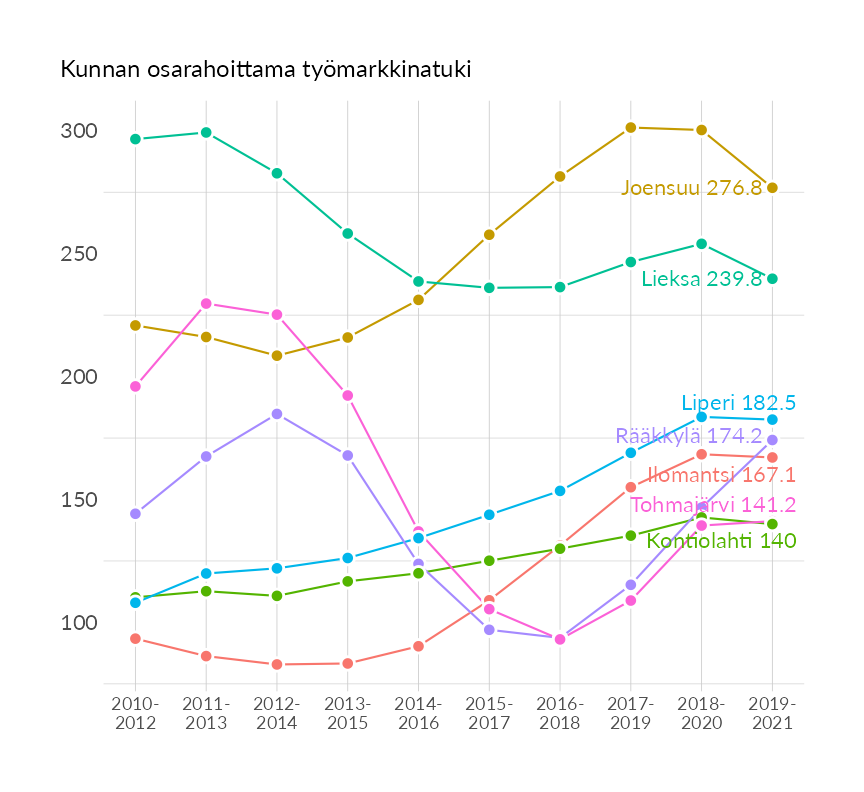 Kunnan osarahoittama työmarkkinatuki
300
250
200
150
100
Joensuu 276.8
Lieksa 239.8
Liperi 182.5
Rääkkylä 174.2
Ilomantsi 167.1
Tohmajärvi 141.2
Kontiolahti 140
2010- 2011- 2012- 2013- 2014- 2015- 2016- 2017- 2018- 2019-
2012 2013 2014 2015 2016 2017 2018 2019 2020 2021